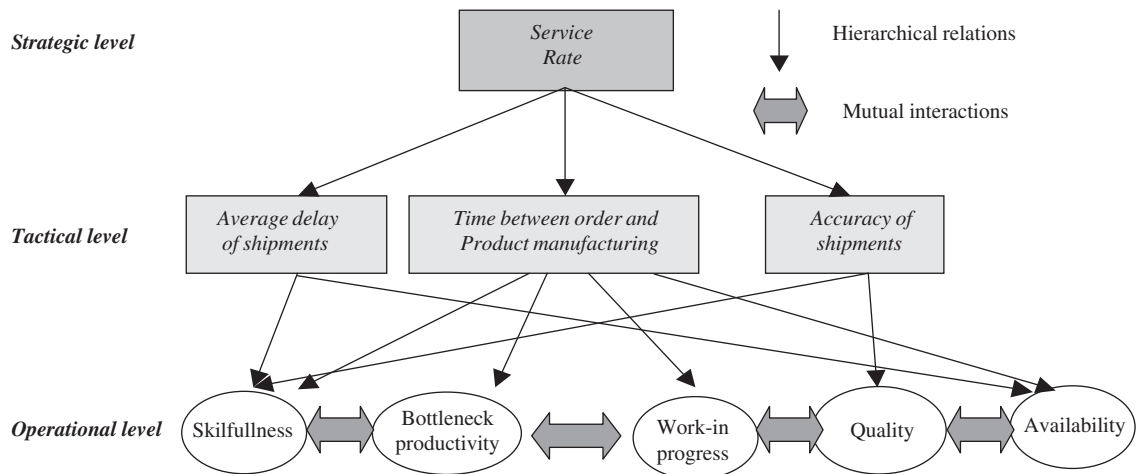 Strategic level
Service
Rate
Hierarchical relations
Mutual interactions
Tactical level
Average delay
of shipments
Time between order and
Product manufacturing
Accuracy of
shipments
Operational level
Skilfullness
Bottleneck
productivity
Work-in
progress
Quality
Availability